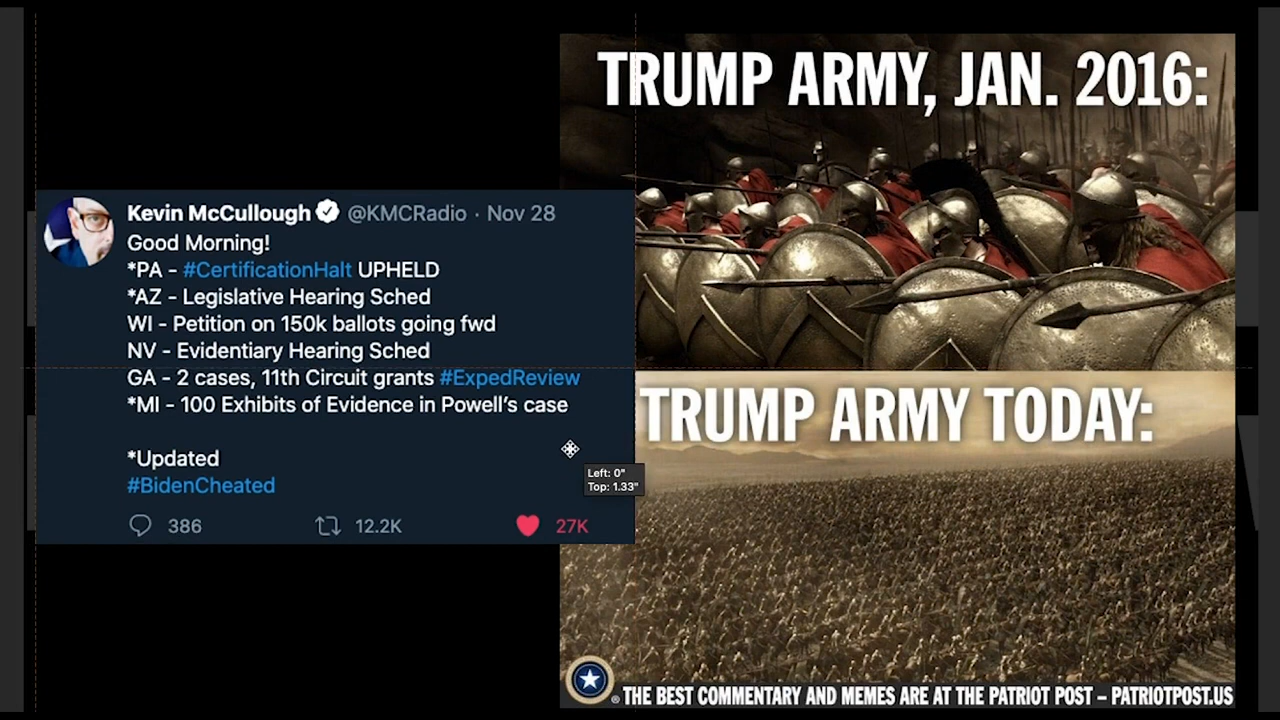 TRUMP ARMY, JAN. 2016:
Kevin McCullough @KMCRadio · Nov 28
Good Morning!
*PA - #CertificationHalt UPHELD
*AZ - Legislative Hearing Sched
WI - Petition on 150k ballots going fwd
NV - Evidentiary Hearing Sched
GA - 2 cases, 11th Circuit grants #ExpedReview
*MI - 100 Exhibits of Evidence in Powell's case
*Updated
#BidenCheated
386 12.2K 27K
Left: 0"
Top: 1.33"
TRUMP ARMY TODAY:
® THE BEST COMMENTARY AND MEMES ARE AT THE PATRIOT POST – PATRIOTPOST.US